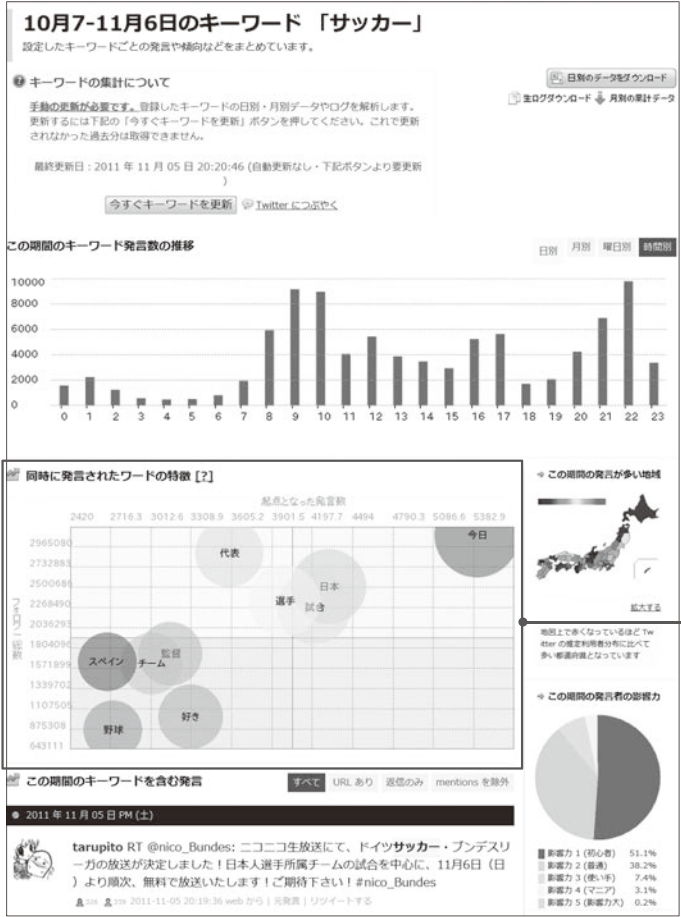 10月7-11月6日のキーワード 「サッカー」
設定したキーワードごとの発言や傾向などをまとめています。
キーワードの集計について
手動の更新が必要です。登録したキーワードの日別・月別データやログを解析します。
更新するには下記の「今すぐキーワードを更新」ボタンを押してください。これで更新
されなかった過去分は取得できません。
最終更新日：2011 年 11 月 05 日 20:20:46 (自動更新なし・下記ボタンより要更新
)
今すぐキーワードを更新 Twitter につぶやく
日別のデータをダウンロード
生ログダウンロード 月別の累計データ
この期間のキーワード発言数の推移
日別 月別 曜日別 時間別
10000
8000
6000
4000
2000
0
0 1 2 3 4 5 6 7 8 9 10 11 12 13 14 15 16 17 18 19 20 21 22 23
同時に発言されたワードの特徴 [?]
起点となった発言数
2420 2716.3 3012.6 3308.9 3605.2 3901.5 4197.7 4494 4790.3 5086.6 5382.9
フォロワー総数
2965080
2732883
2500686
2268490
2036293
1804096
1571899
1339702
1107505
875308
643111
今日
代表
日本
選手
試合
監督
スペイン
チーム
好き
野球
この期間の発言が多い地域
拡大する
地図上で赤くなっているほど Tw
itter の推定利用者分布に比べて
多い都道府県となっています
この期間の発言者の影響力
影響力 1 (初心者) 51.1%
影響力 2 (普通) 38.2%
影響力 3 (使い手) 7.4%
影響力 4 (マニア) 3.1%
影響力 5 (影響力大) 0.2%
この期間のキーワードを含む発言
すべて URL あり 返信のみ mentions を除外
2011 年 11 月 05 日 PM (土)
tarupito RT @nico_Bundes: ニコニコ生放送にて、ドイツサッカー・ブンデスリ
ーガの放送が決定しました！日本人選手所属チームの試合を中心に、11月6日（日
）より順次、無料で放送いたします！ご期待下さい！#nico_Bundes
2011-11-05 20:19:36 web から | 元発言 | リツイートする